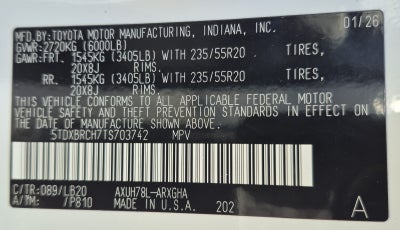 MFD.BY:TOYOTA MOTOR MANUFACTURING, INDIANA, INC. 01/26
GVWR: 2720KG (6000LB)
GAWR:FRT. 1545KG (3405LB) WITH 235/55R20 TIRES,
20X8J RIMS,
RR. 1545KG (3405LB) WITH 235/55R20 TIRES,
20X8J RIMS,
THIS VEHICLE CONFORMS TO ALL APPLICABLE FEDERAL MOTOR
VEHICLE SAFETY AND THEFT PREVENTION STANDARDS IN EFFECT ON
THE DATE OF MANUFACTURE SHOWN ABOVE.
5TDXBRCH7TS703742 MPV
C/TR:089/LB20 AXUH78L-ARXGHA
A/TM: /P810 MADE IN U.S.A. 202 A